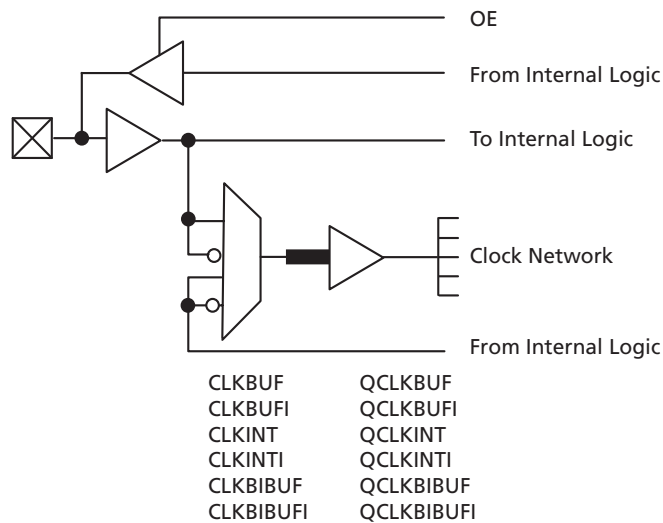 OE
From Internal Logic
To Internal Logic
Clock Network
From Internal Logic
CLKBUF QCLKBUF
CLKBUFI QCLKBUFI
CLKINT QCLKINT
CLKINTI QCLKINTI
CLKBIBUF QCLKBIBUF
CLKBIBUFI QCLKBIBUFI